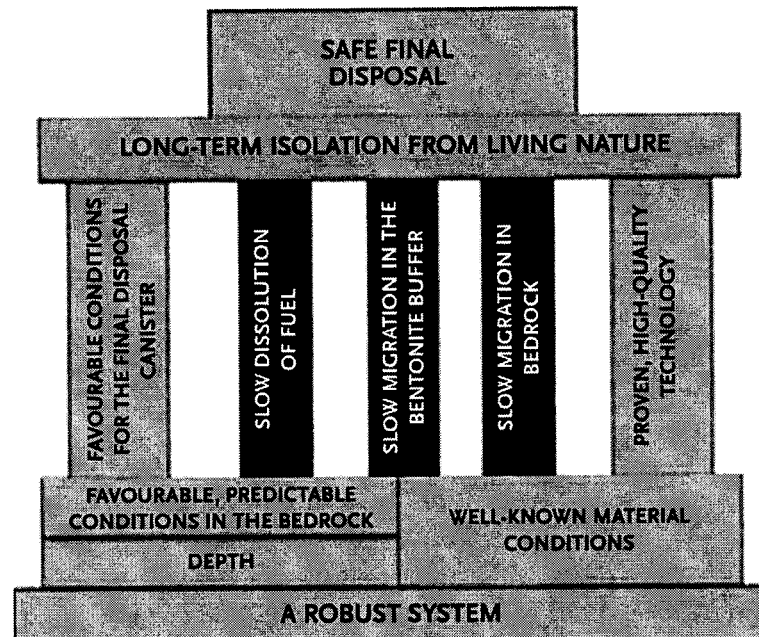 SAFE FINAL
DISPOSAL
LONG-TERM ISOLATION FROM LIVING NATURE
FAVOURABLE CONDITIONS
FOR THE FINAL DISPOSAL
CANISTER
SLOW DISSOLUTION
OF FUEL
SLOW MIGRATION IN THE
BENTONITE BUFFER
SLOW MIGRATION IN
BEDROCK
PROVEN, HIGH-QUALITY
TECHNOLOGY
FAVOURABLE, PREDICTABLE
CONDITIONS IN THE BEDROCK
DEPTH
WELL-KNOWN MATERIAL
CONDITIONS
A ROBUST SYSTEM